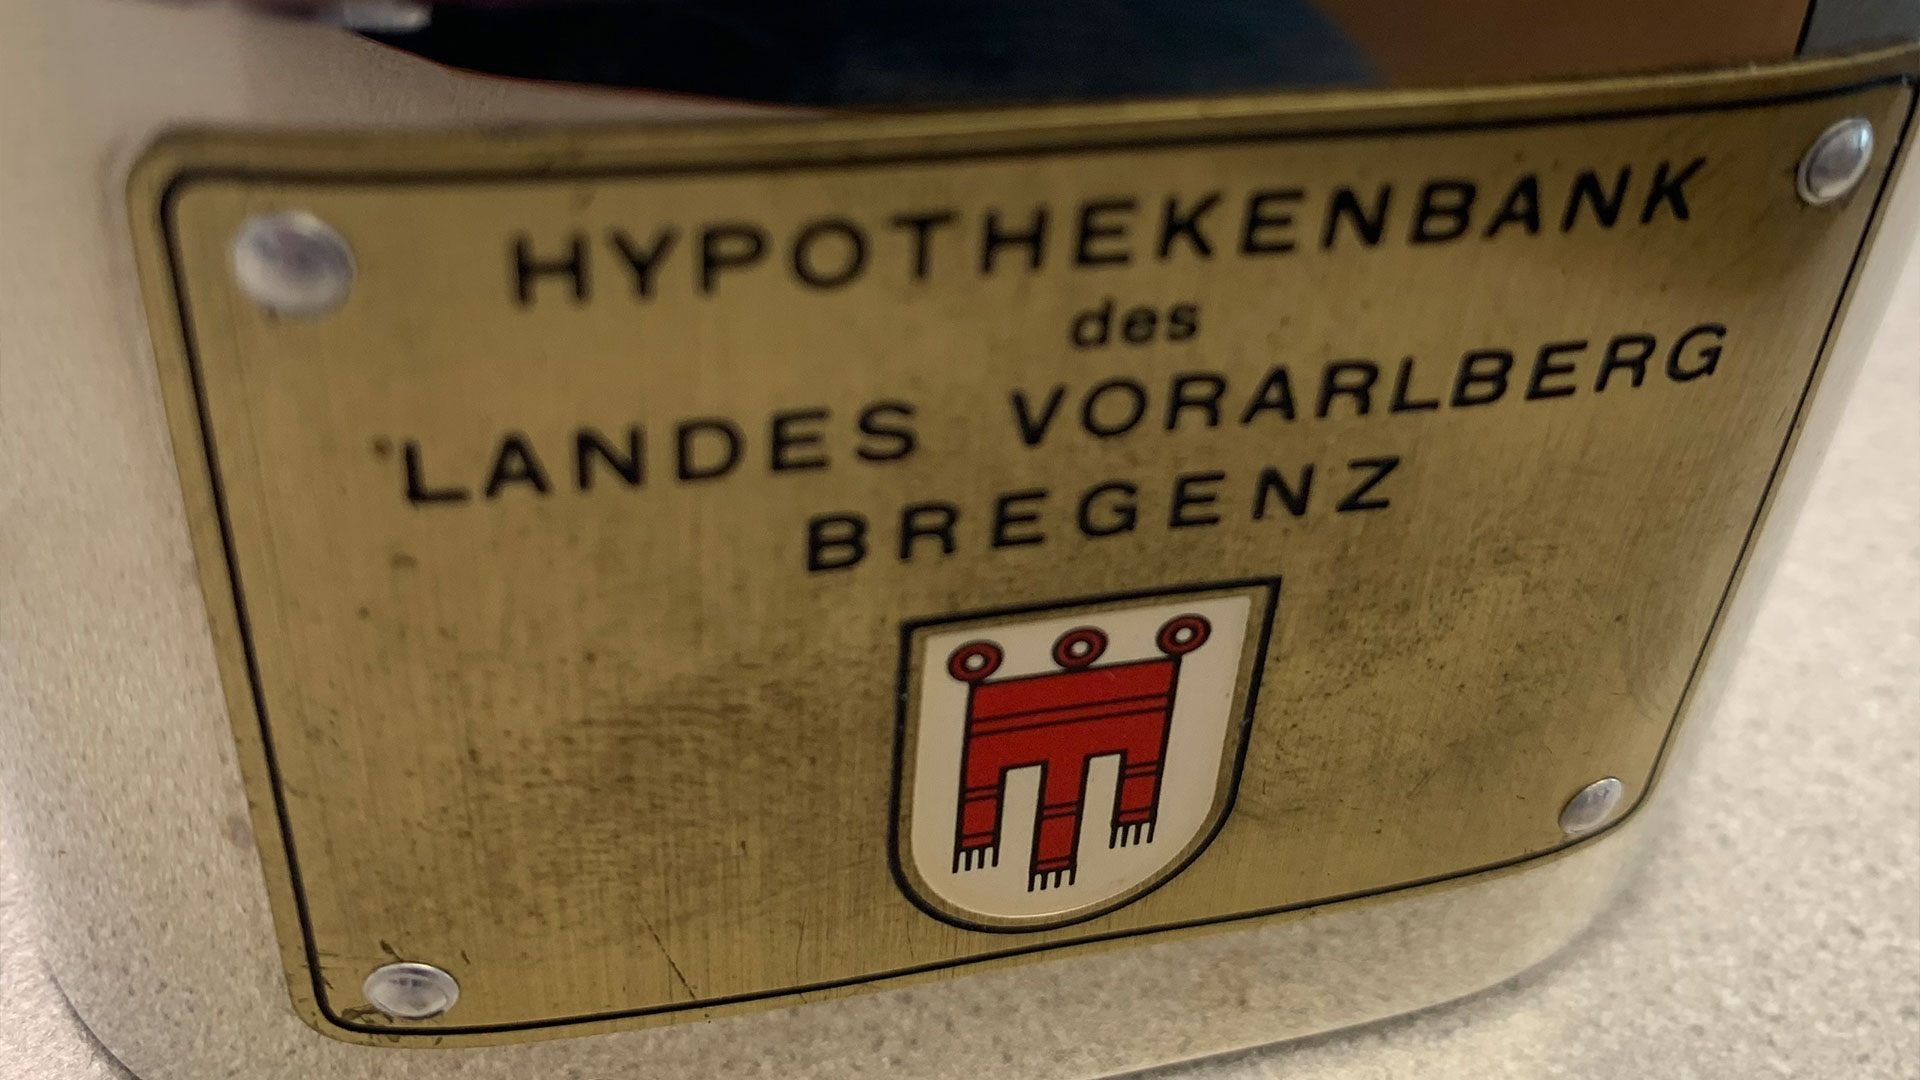 HYPOTHEKENBANK
des
LANDES VORARLBERG
BREGENZ